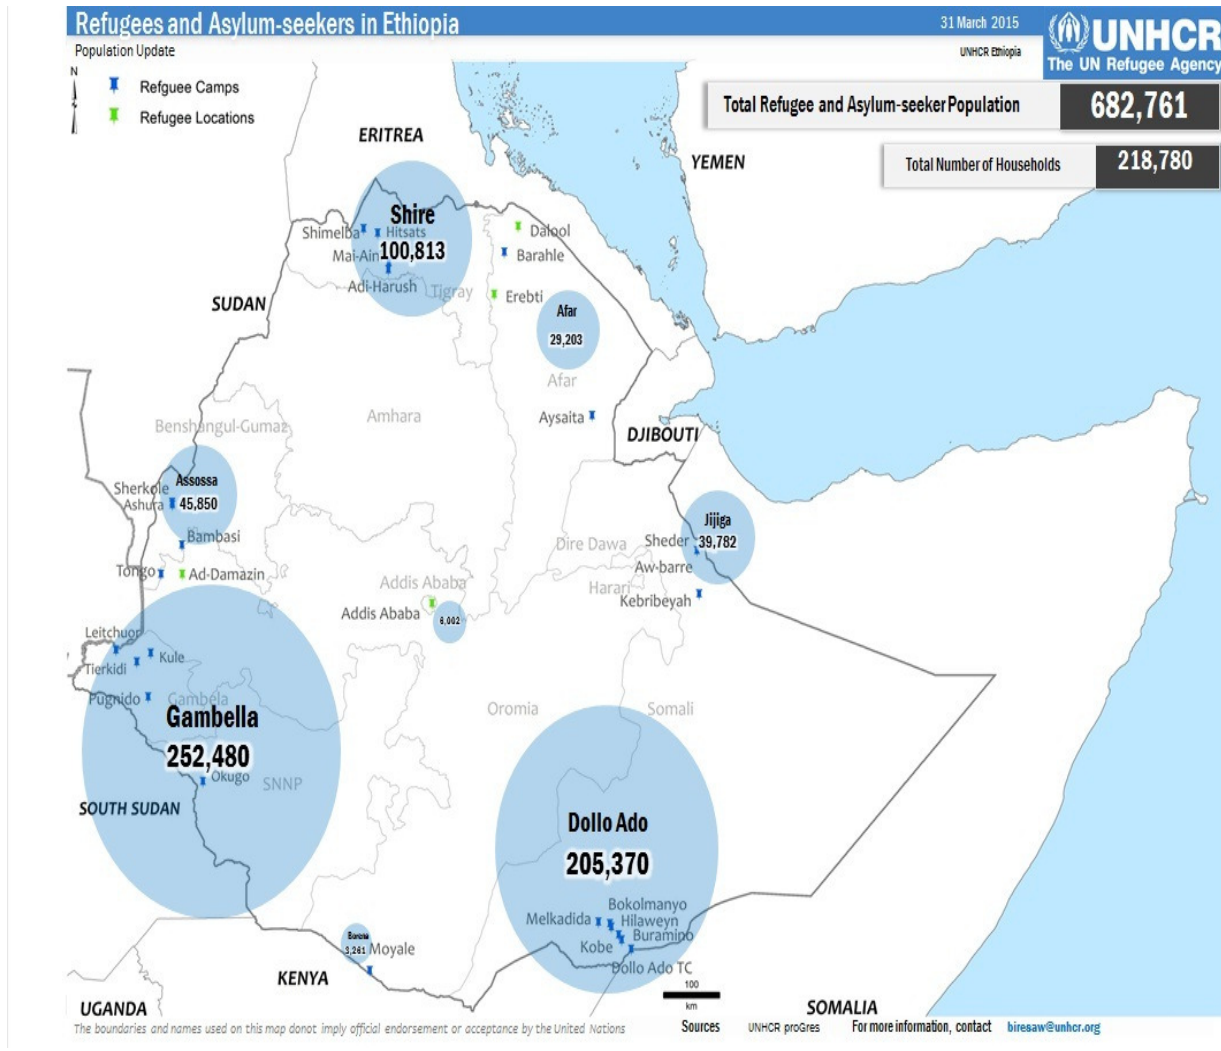 Refugees and Asylum-seekers in Ethiopia
31 March 2015
UNHCR
The UN Refugee Agency
Population Update
UNHCR Ethiopia
N
Refguee Camps
Refugee Locations
Total Refugee and Asylum-seeker Population
682,761
Total Number of Households
218,780
ERITREA
YEMEN
Shire
100,813
Shimelba
Hitsats
Mai-Ain
Adi-Harush
Tigray
Dalool
Barahle
Erebti
SUDAN
Afar
29,203
Afar
Aysaita
Amhara
Benshangul-Gumaz
DJIBOUTI
Assossa
45,850
Sherkole
Ashura
Bambasi
Tongo
Ad-Damazin
Jijiga
39,782
Sheder
Aw-barre
Kebribeyah
Dire Dawa
Harari
Addis Ababa
Addis Ababa
6,002
Leitchuor
Kule
Tierkidi
Pugnido
Gambela
Gambella
252,480
Okugo
SNNP
SOUTH SUDAN
Oromia
Somali
Dollo Ado
205,370
Bokolmanyo
Melkadida
Hilaweyn
Buramino
Kobe
Dollo Ado TC
Borena
3,261
Moyale
KENYA
UGANDA
SOMALIA
100
km
The boundaries and names used on this map donot imply official endorsement or acceptance by the United Nations
Sources
UNHCR proGres
For more information, contact
biresaw@unhcr.org